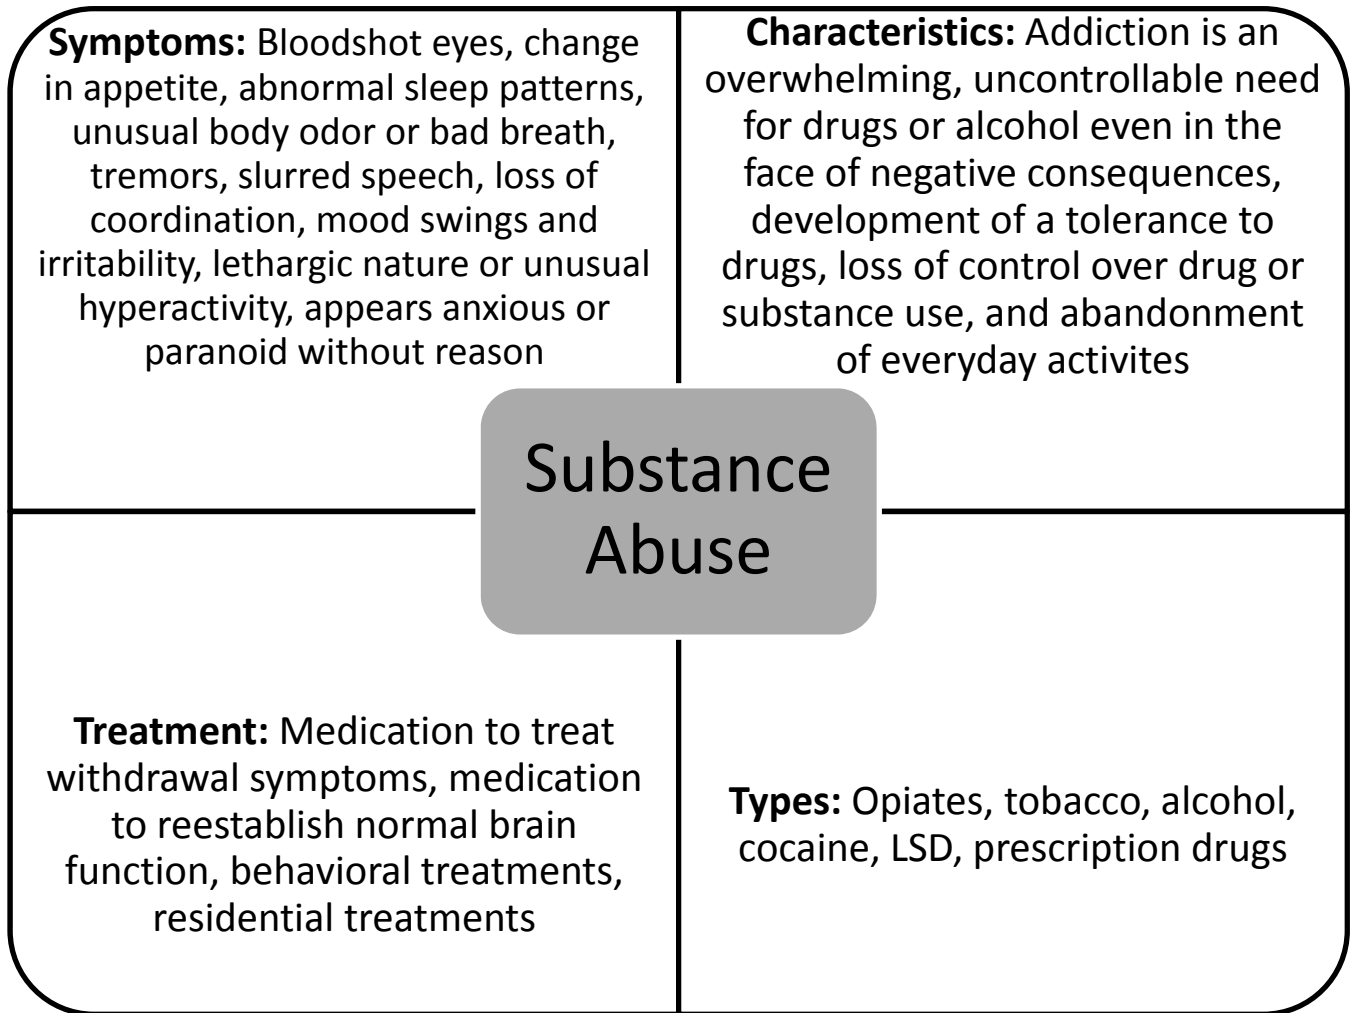 Symptoms: Bloodshot eyes, change
in appetite, abnormal sleep patterns,
unusual body odor or bad breath,
tremors, slurred speech, loss of
coordination, mood swings and
irritability, lethargic nature or unusual
hyperactivity, appears anxious or
paranoid without reason
Characteristics: Addiction is an
overwhelming, uncontrollable need
for drugs or alcohol even in the
face of negative consequences,
development of a tolerance to
drugs, loss of control over drug or
substance use, and abandonment
of everyday activites
Substance
Abuse
Treatment: Medication to treat
withdrawal symptoms, medication
to reestablish normal brain
function, behavioral treatments,
residential treatments
Types: Opiates, tobacco, alcohol,
cocaine, LSD, prescription drugs